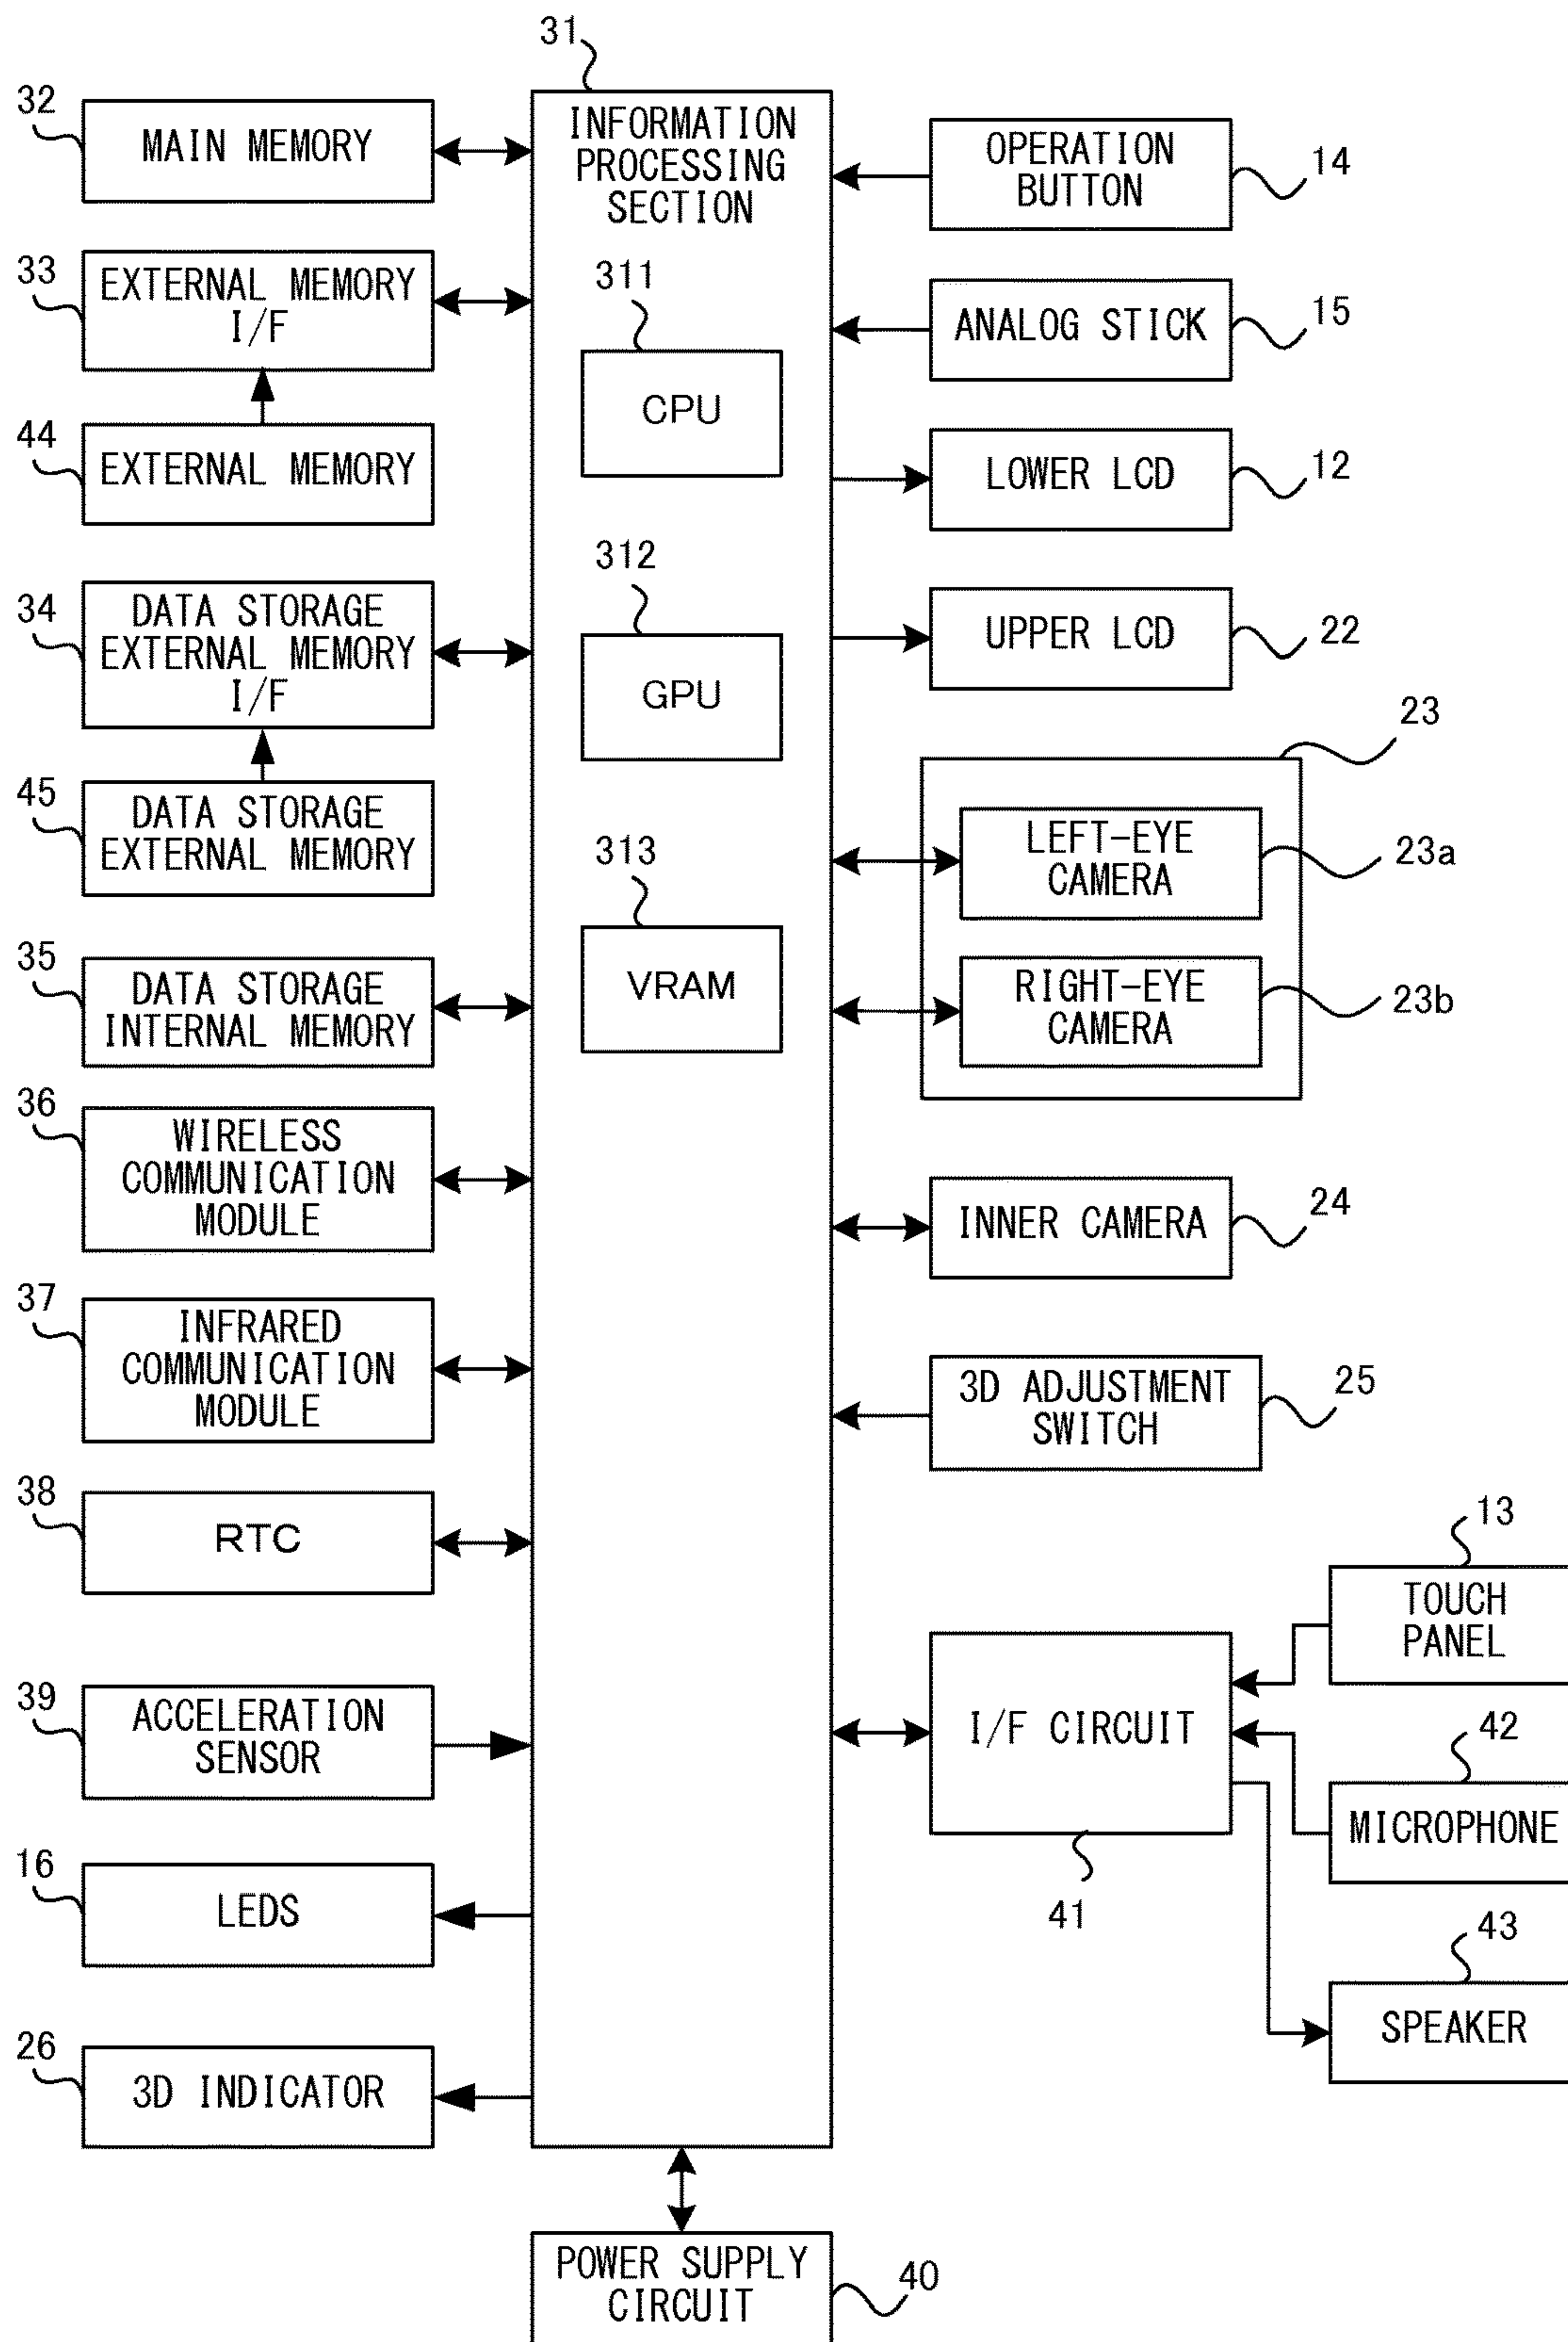 31
INFORMATION
PROCESSING
SECTION
311
CPU
312
GPU
313
VRAM
32
MAIN MEMORY
33
EXTERNAL MEMORY
I/F
44
EXTERNAL MEMORY
34
DATA STORAGE
EXTERNAL MEMORY
I/F
45
DATA STORAGE
EXTERNAL MEMORY
35
DATA STORAGE
INTERNAL MEMORY
36
WIRELESS
COMMUNICATION
MODULE
37
INFRARED
COMMUNICATION
MODULE
38
RTC
39
ACCELERATION
SENSOR
16
LEDS
26
3D INDICATOR
OPERATION
BUTTON
14
ANALOG STICK
15
LOWER LCD
12
UPPER LCD
22
23
LEFT-EYE
CAMERA
23a
RIGHT-EYE
CAMERA
23b
INNER CAMERA
24
3D ADJUSTMENT
SWITCH
25
13
TOUCH
PANEL
I/F CIRCUIT
41
42
MICROPHONE
43
SPEAKER
POWER SUPPLY
CIRCUIT
40